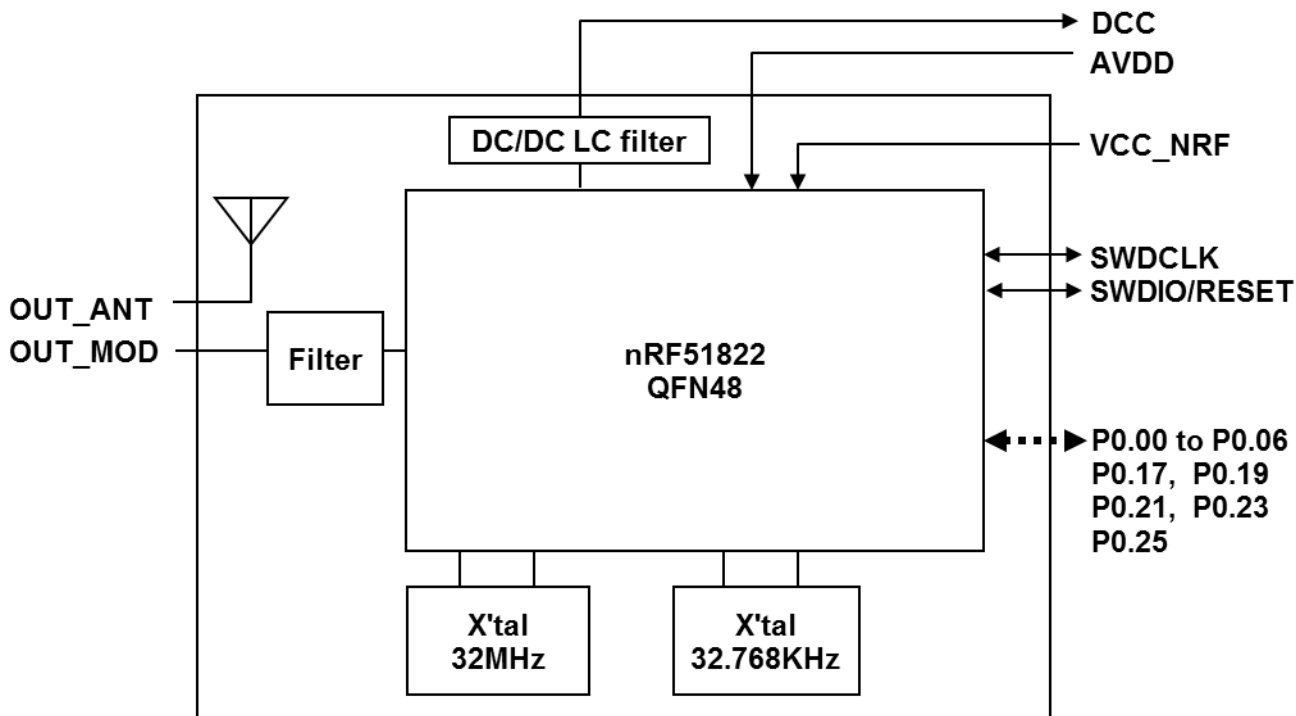 DCC
AVDD
DC/DC LC filter
VCC_NRF
SWDCLK
SWDIO/RESET
OUT_ANT
OUT_MOD
Filter
nRF51822
QFN48
P0.00 to P0.06
P0.17, P0.19
P0.21, P0.23
P0.25
X'tal
32MHz
X'tal
32.768KHz